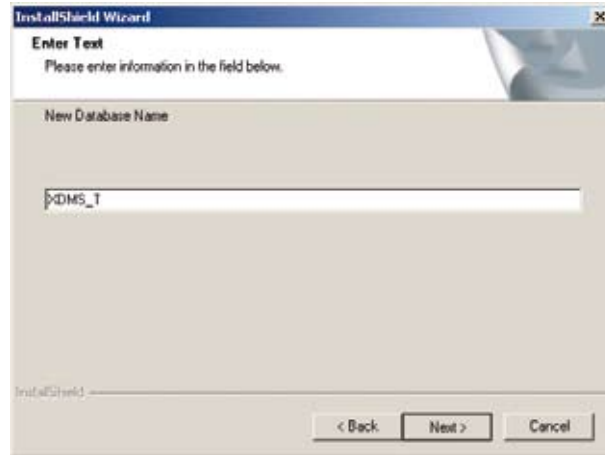 InstallShield Wizard
Enter Text
Please enter information in the field below.
New Database Name
XDMS_T
InstallShield
< Back
Next >
Cancel